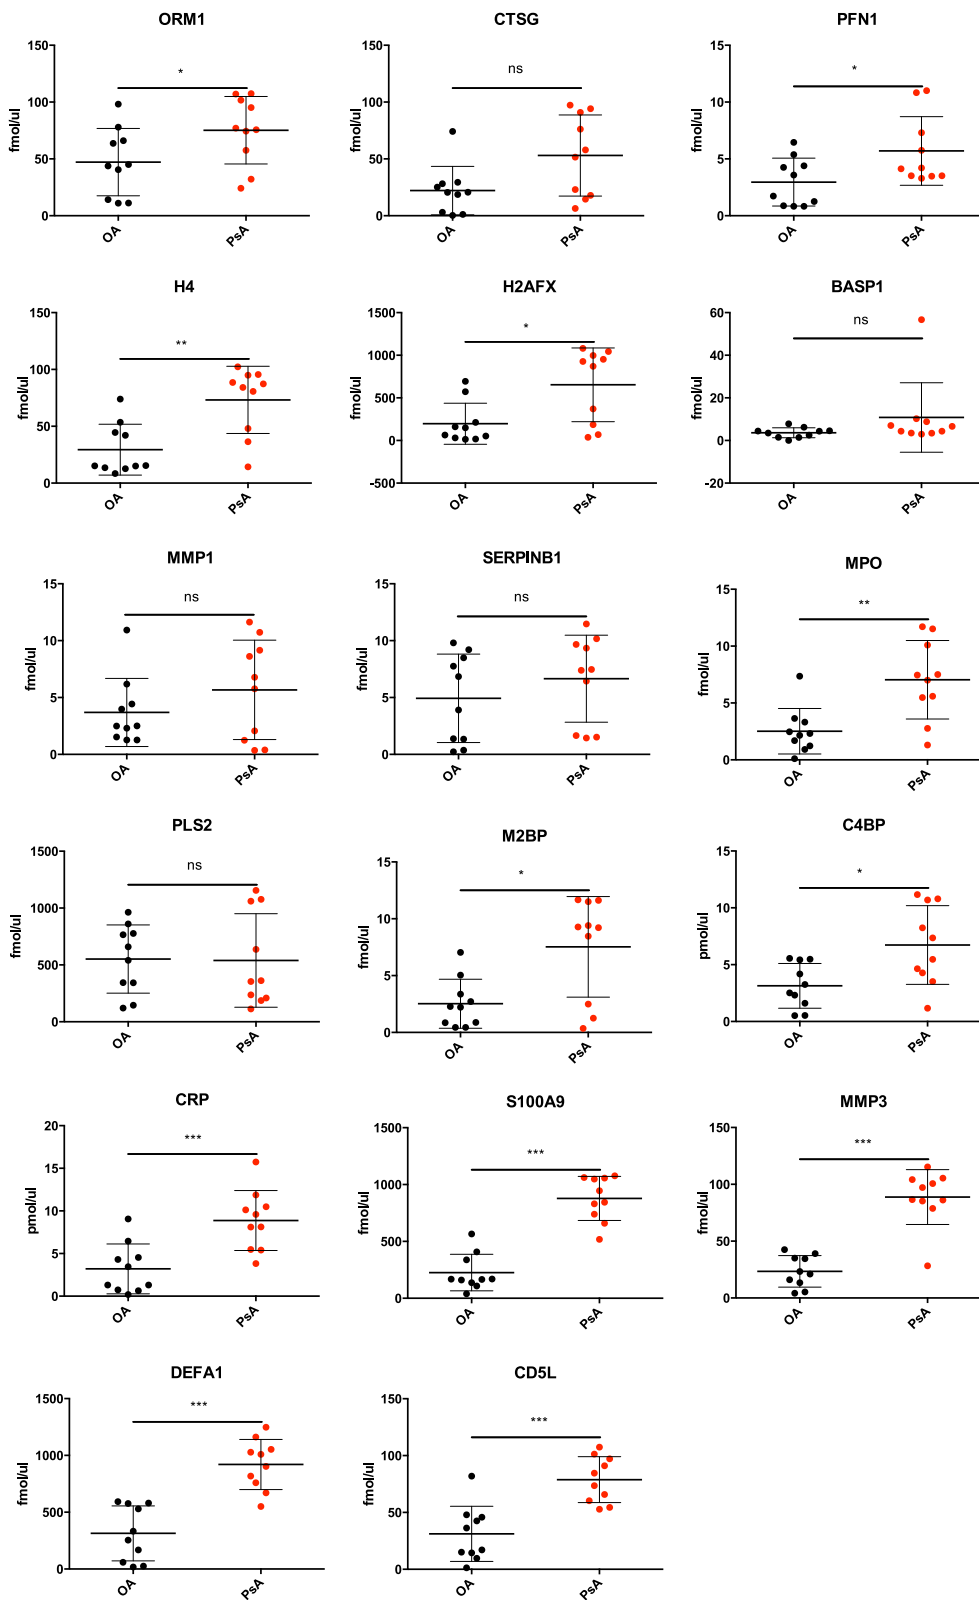 ORM1
150
100
50
0
fmol/ul
*
OA
PsA
CTSG
150
100
50
0
fmol/ul
ns
OA
PsA
PFN1
15
10
5
0
fmol/ul
*
OA
PsA
H4
150
100
50
0
fmol/ul
**
OA
PsA
H2AFX
1500
1000
500
0
-500
fmol/ul
*
OA
PsA
BASP1
60
40
20
0
-20
fmol/ul
ns
OA
PsA
MMP1
15
10
5
0
fmol/ul
ns
OA
PsA
SERPINB1
15
10
5
0
fmol/ul
ns
OA
PsA
MPO
15
10
5
0
fmol/ul
**
OA
PsA
PLS2
1500
1000
500
0
fmol/ul
ns
OA
PsA
M2BP
15
10
5
0
fmol/ul
*
OA
PsA
C4BP
15
10
5
0
pmol/ul
*
OA
PsA
CRP
20
15
10
5
0
pmol/ul
***
OA
PsA
S100A9
1500
1000
500
0
fmol/ul
***
OA
PsA
MMP3
150
100
50
0
fmol/ul
***
OA
PsA
DEFA1
1500
1000
500
0
fmol/ul
***
OA
PsA
CD5L
150
100
50
0
fmol/ul
***
OA
PsA